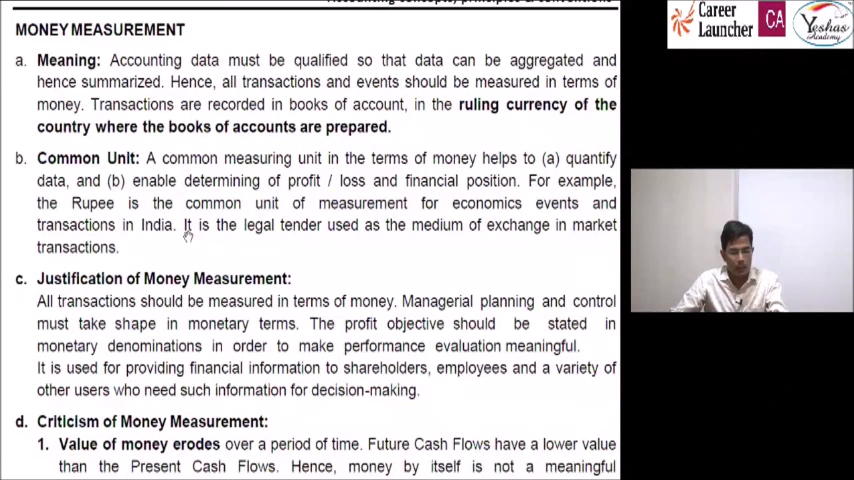 Accounting concepts, principles & conventions
Career
Launcher
CA
Yeshas
Academy
MONEY MEASUREMENT
a. Meaning: Accounting data must be qualified so that data can be aggregated and
hence summarized. Hence, all transactions and events should be measured in terms of
money. Transactions are recorded in books of account, in the ruling currency of the
country where the books of accounts are prepared.
b. Common Unit: A common measuring unit in the terms of money helps to (a) quantify
data, and (b) enable determining of profit / loss and financial position. For example,
the Rupee is the common unit of measurement for economics events and
transactions in India. It is the legal tender used as the medium of exchange in market
transactions.
c. Justification of Money Measurement:
All transactions should be measured in terms of money. Managerial planning and control
must take shape in monetary terms. The profit objective should be stated in
monetary denominations in order to make performance evaluation meaningful.
It is used for providing financial information to shareholders, employees and a variety of
other users who need such information for decision-making.
d. Criticism of Money Measurement:
1. Value of money erodes over a period of time. Future Cash Flows have a lower value
than the Present Cash Flows. Hence, money by itself is not a meaningful